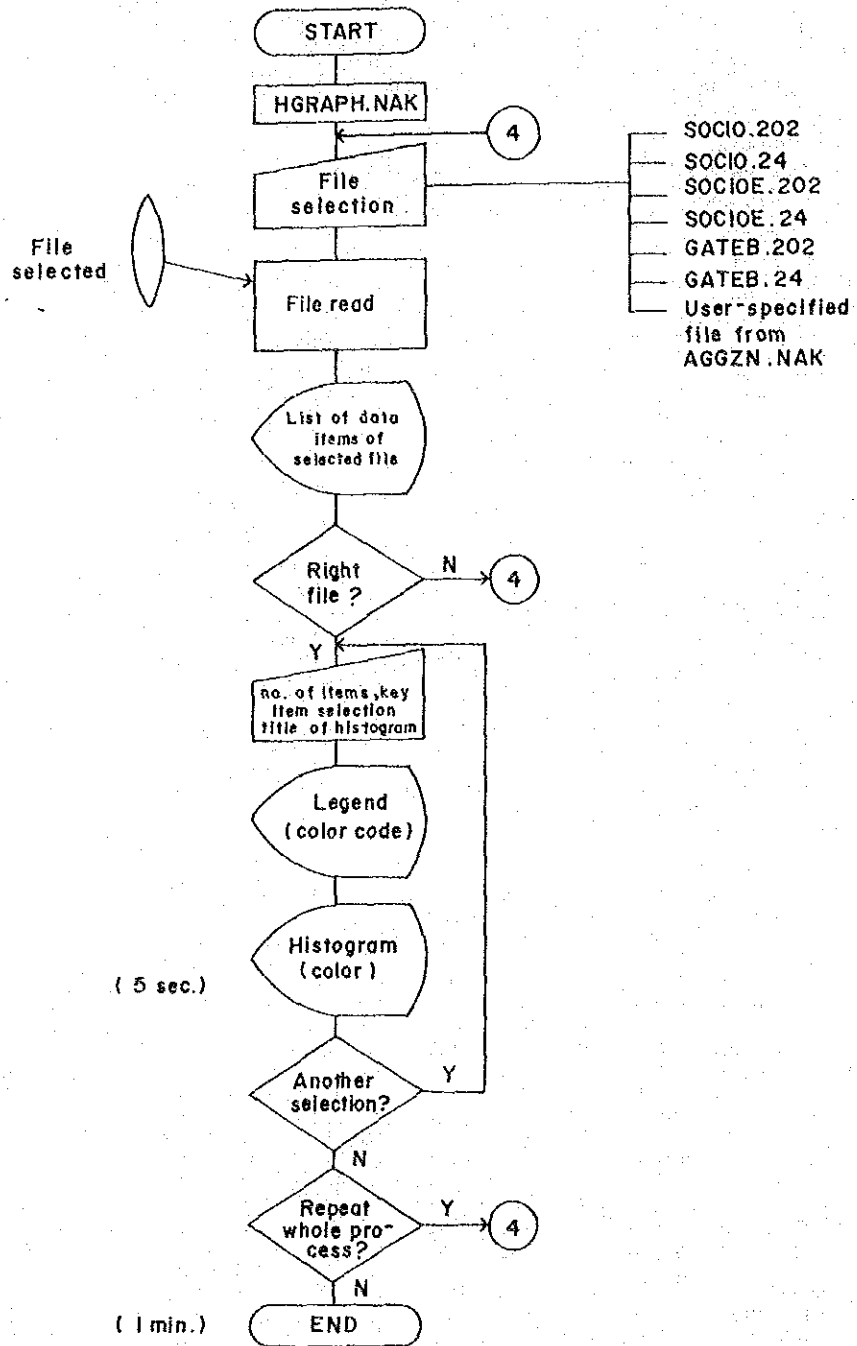 START
HGRAPH.NAK
4
File
selection
SOCIO.202
SOCIO.24
SOCIOE.202
SOCIOE.24
GATEB.202
GATEB.24
User-specified
file from
AGGZN.NAK
File
selected
File read
List of data
items of
selected file
Right
file ?
N
4
Y
no. of items, key
item selection
title of histogram
Legend
(color code)
Histogram
(color)
( 5 sec.)
Another
selection?
Y
N
Repeat
whole pro-
cess?
Y
4
N
( 1 min.)
END